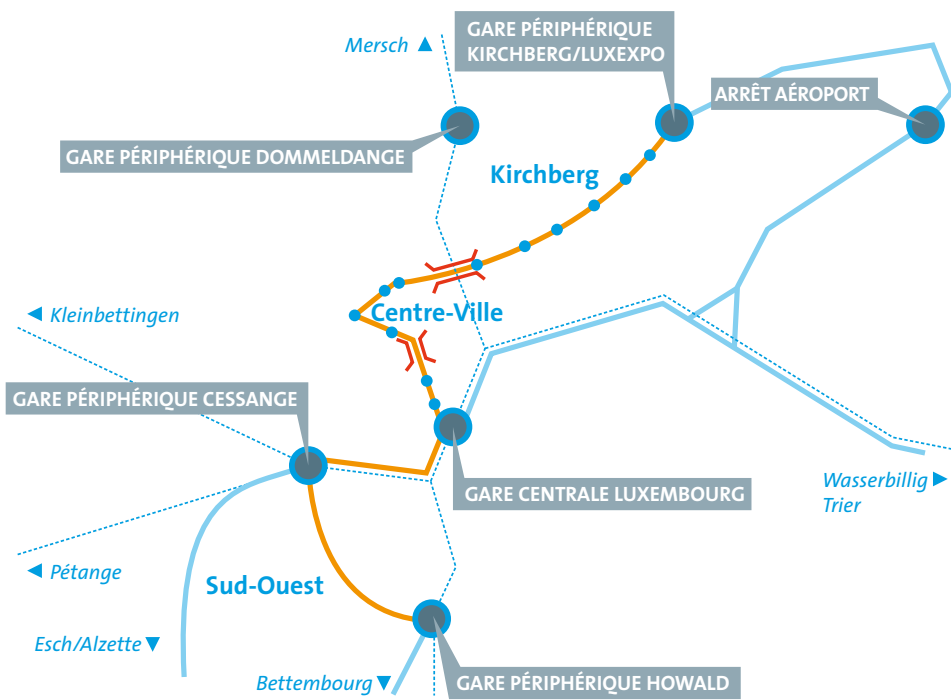 GARE PÉRIPHÉRIQUE
KIRCHBERG/LUXEXPO
Mersch
ARRÊT AÉROPORT
GARE PÉRIPHÉRIQUE DOMMELDANGE
Kirchberg
Kleinbettingen
Centre-Ville
GARE PÉRIPHÉRIQUE CESSANGE
Wasserbillig
Trier
GARE CENTRALE LUXEMBOURG
Pétange
Sud-Ouest
Esch/Alzette
Bettembourg
GARE PÉRIPHÉRIQUE HOWALD